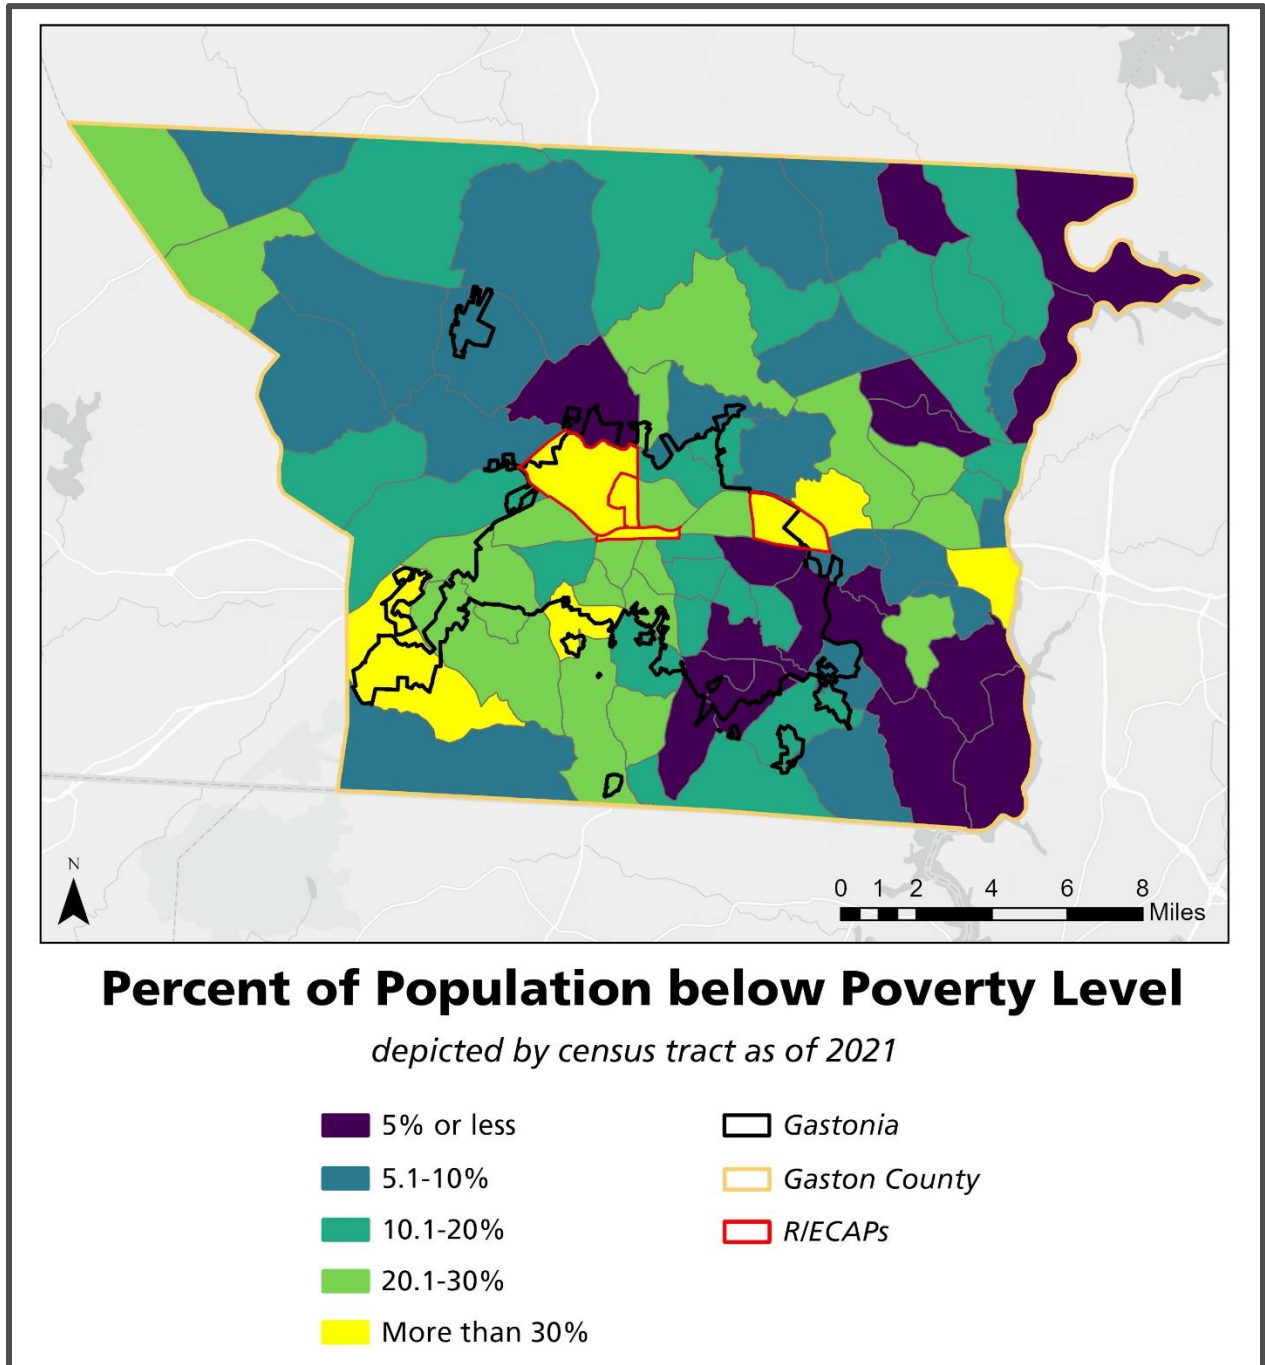 N
0 1 2 4 6 8
Miles
Percent of Population below Poverty Level
depicted by census tract as of 2021
5% or less
5.1-10%
10.1-20%
20.1-30%
More than 30%
Gastonia
Gaston County
R/ECAPs